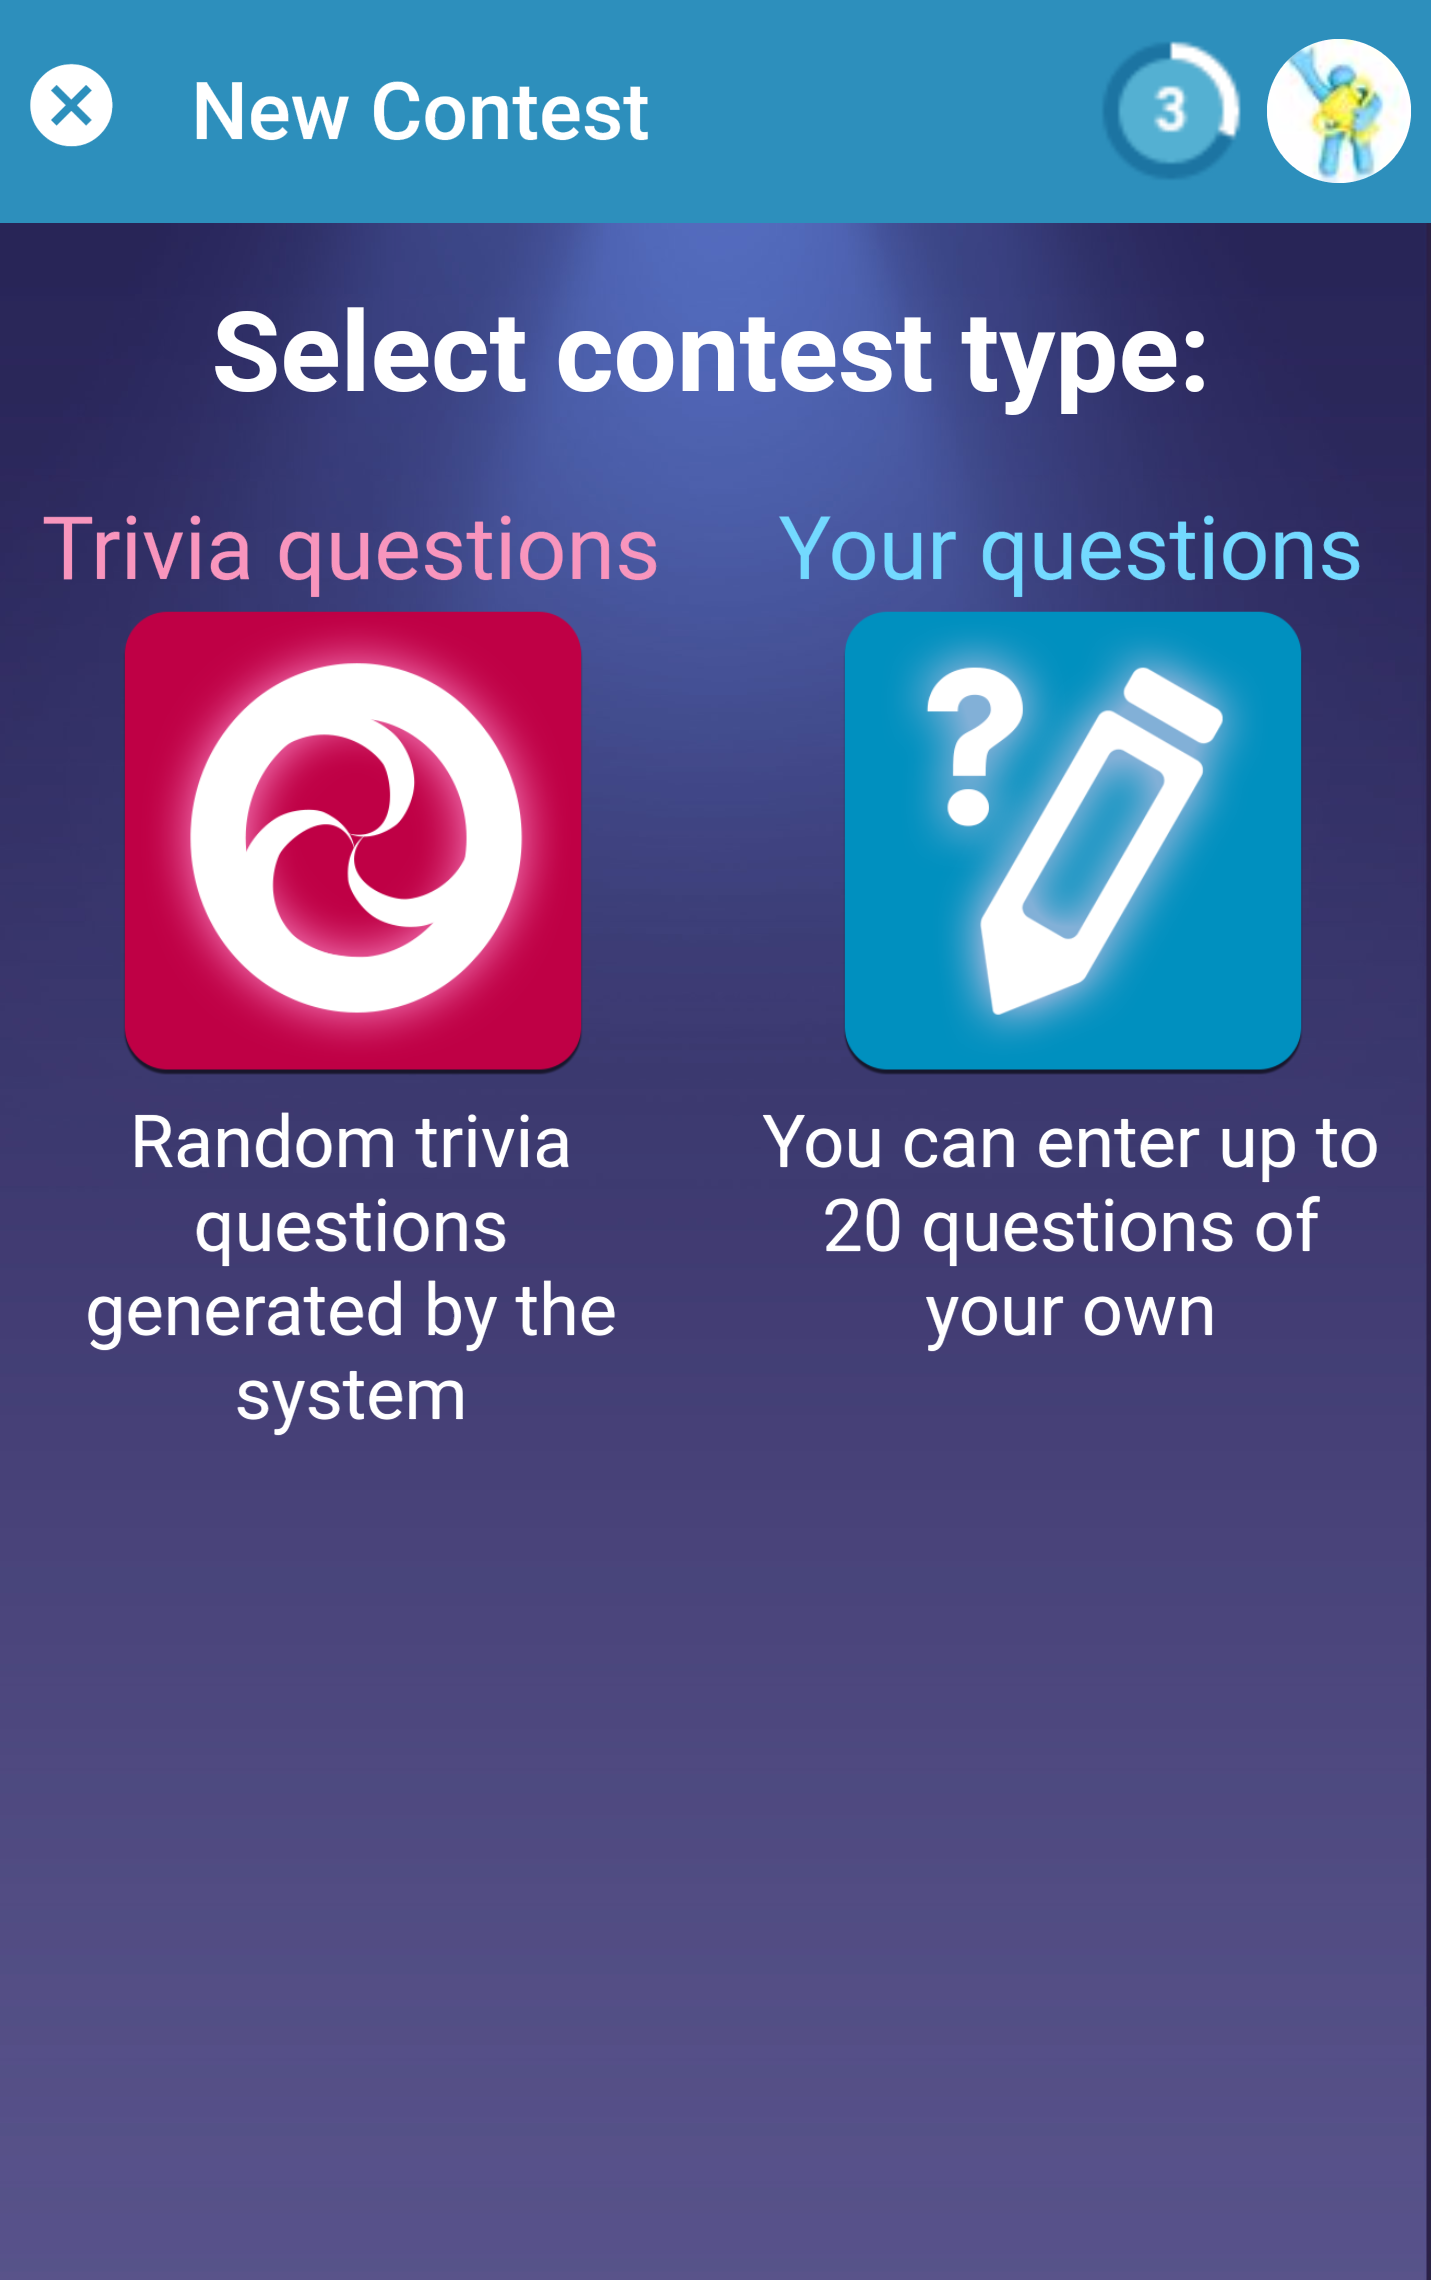 New Contest
3
Select contest type:
Trivia questions
Random trivia
questions
generated by the
system
Your questions
?
You can enter up to
20 questions of
your own